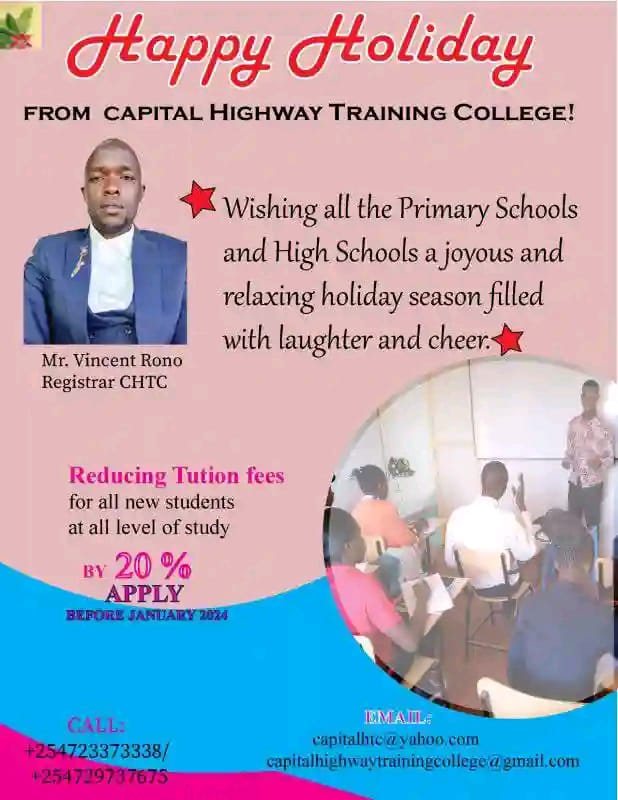 Happy Holiday
FROM CAPITAL HIGHWAY TRAINING COLLEGE!
Wishing all the Primary Schools
and High Schools a joyous and
relaxing holiday season filled
with laughter and cheer.
Mr. Vincent Rono
Registrar CHTC
Reducing Tution fees
for all new students
at all level of study
BY 20 %
APPLY
BEFORE JANUARY 2024
CALL:
+254723373338/
+254729737675
EMAIL:
capitalhtc@yahoo.com
capitalhighwaytrainingcollege@gmail.com